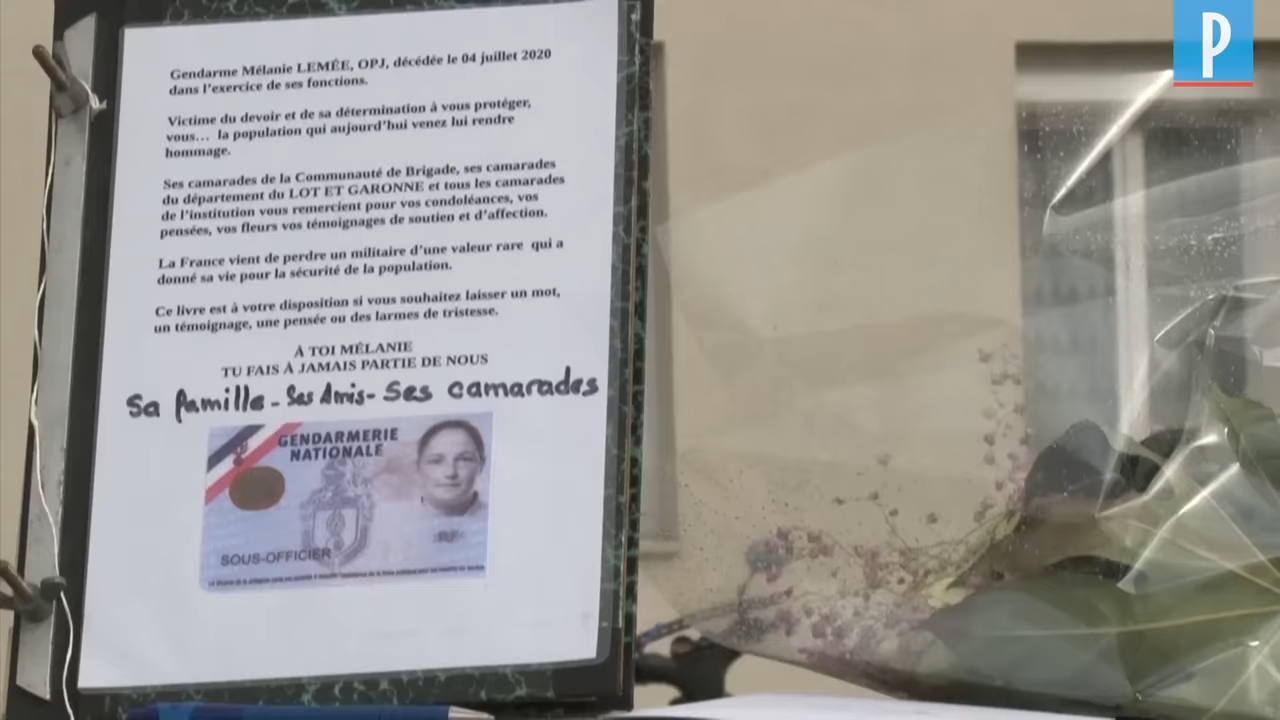 P
Gendarme Mélanie LEMÉE, OPJ, décédée le 04 juillet 2020
dans l'exercice de ses fonctions.
Victime du devoir et de sa détermination à vous protéger,
vous... la population qui aujourd'hui venez lui rendre
hommage.
Ses camarades de la Communauté de Brigade, ses camarades
du département du LOT ET GARONNE et tous les camarades
de l'institution vous remercient pour vos condoléances, vos
pensées, vos fleurs vos témoignages de soutien et d'affection.
La France vient de perdre un militaire d'une valeur rare qui a
donné sa vie pour la sécurité de la population.
Ce livre est à votre disposition si vous souhaitez laisser un mot,
un témoignage, une pensée ou des larmes de tristesse.
À TOI MÉLANIE
TU FAIS À JAMAIS PARTIE DE NOUS
Sa famille - Ses Amis - Ses camarades
GENDARMERIE
NATIONALE
RF
SOUS-OFFICIER